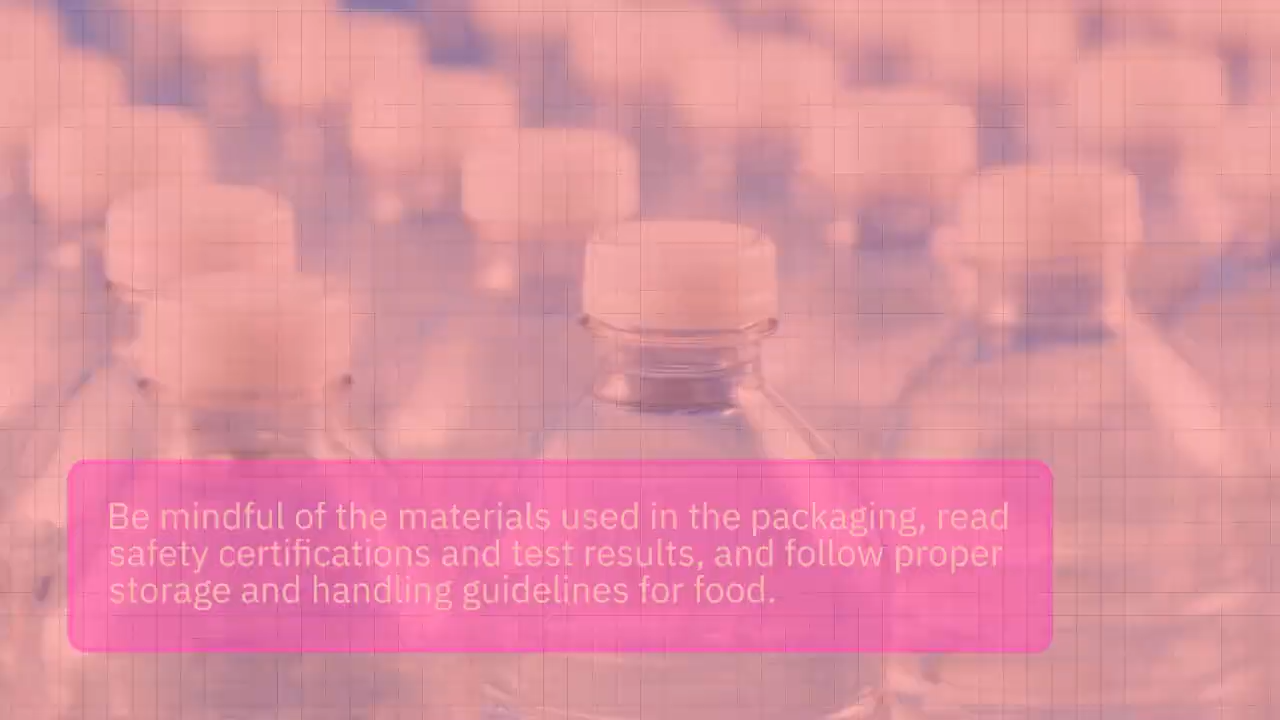 Be mindful of the materials used in the packaging, read
safety certifications and test results, and follow proper
storage and handling guidelines for food.